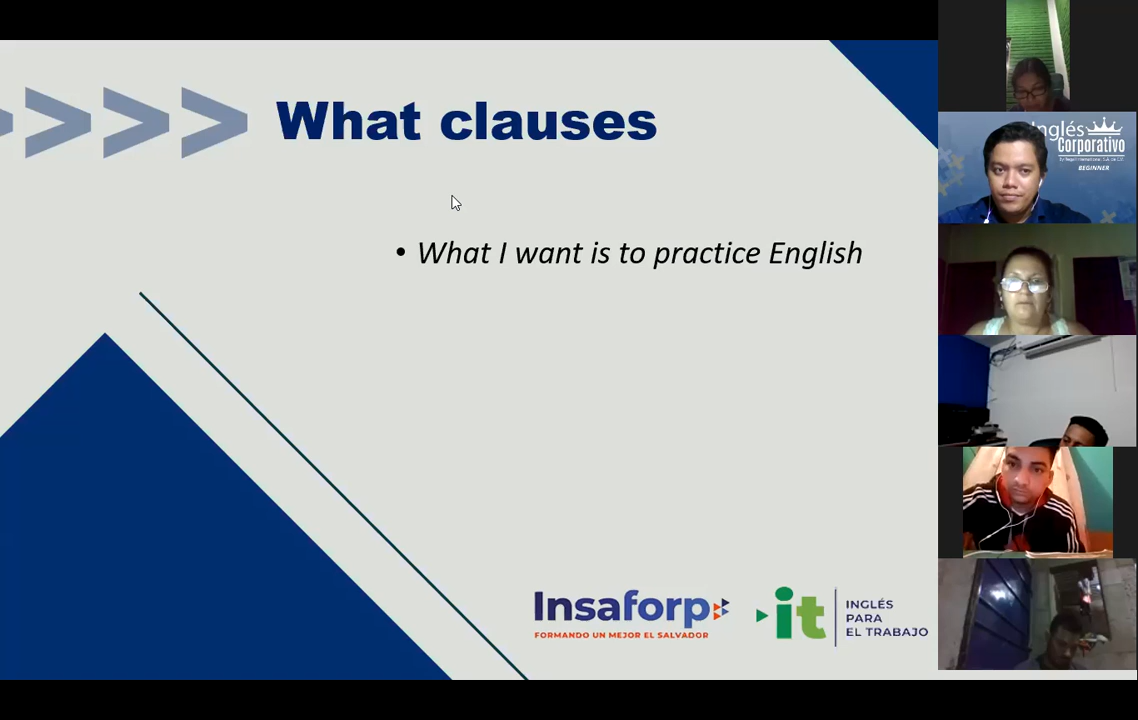 What clauses
• What I want is to practice English
Insaforp
FORMANDO UN MEJOR EL SALVADOR
it
INGLÉS
PARA
EL TRABAJO
Inglés
Corporativo
BEGINNER